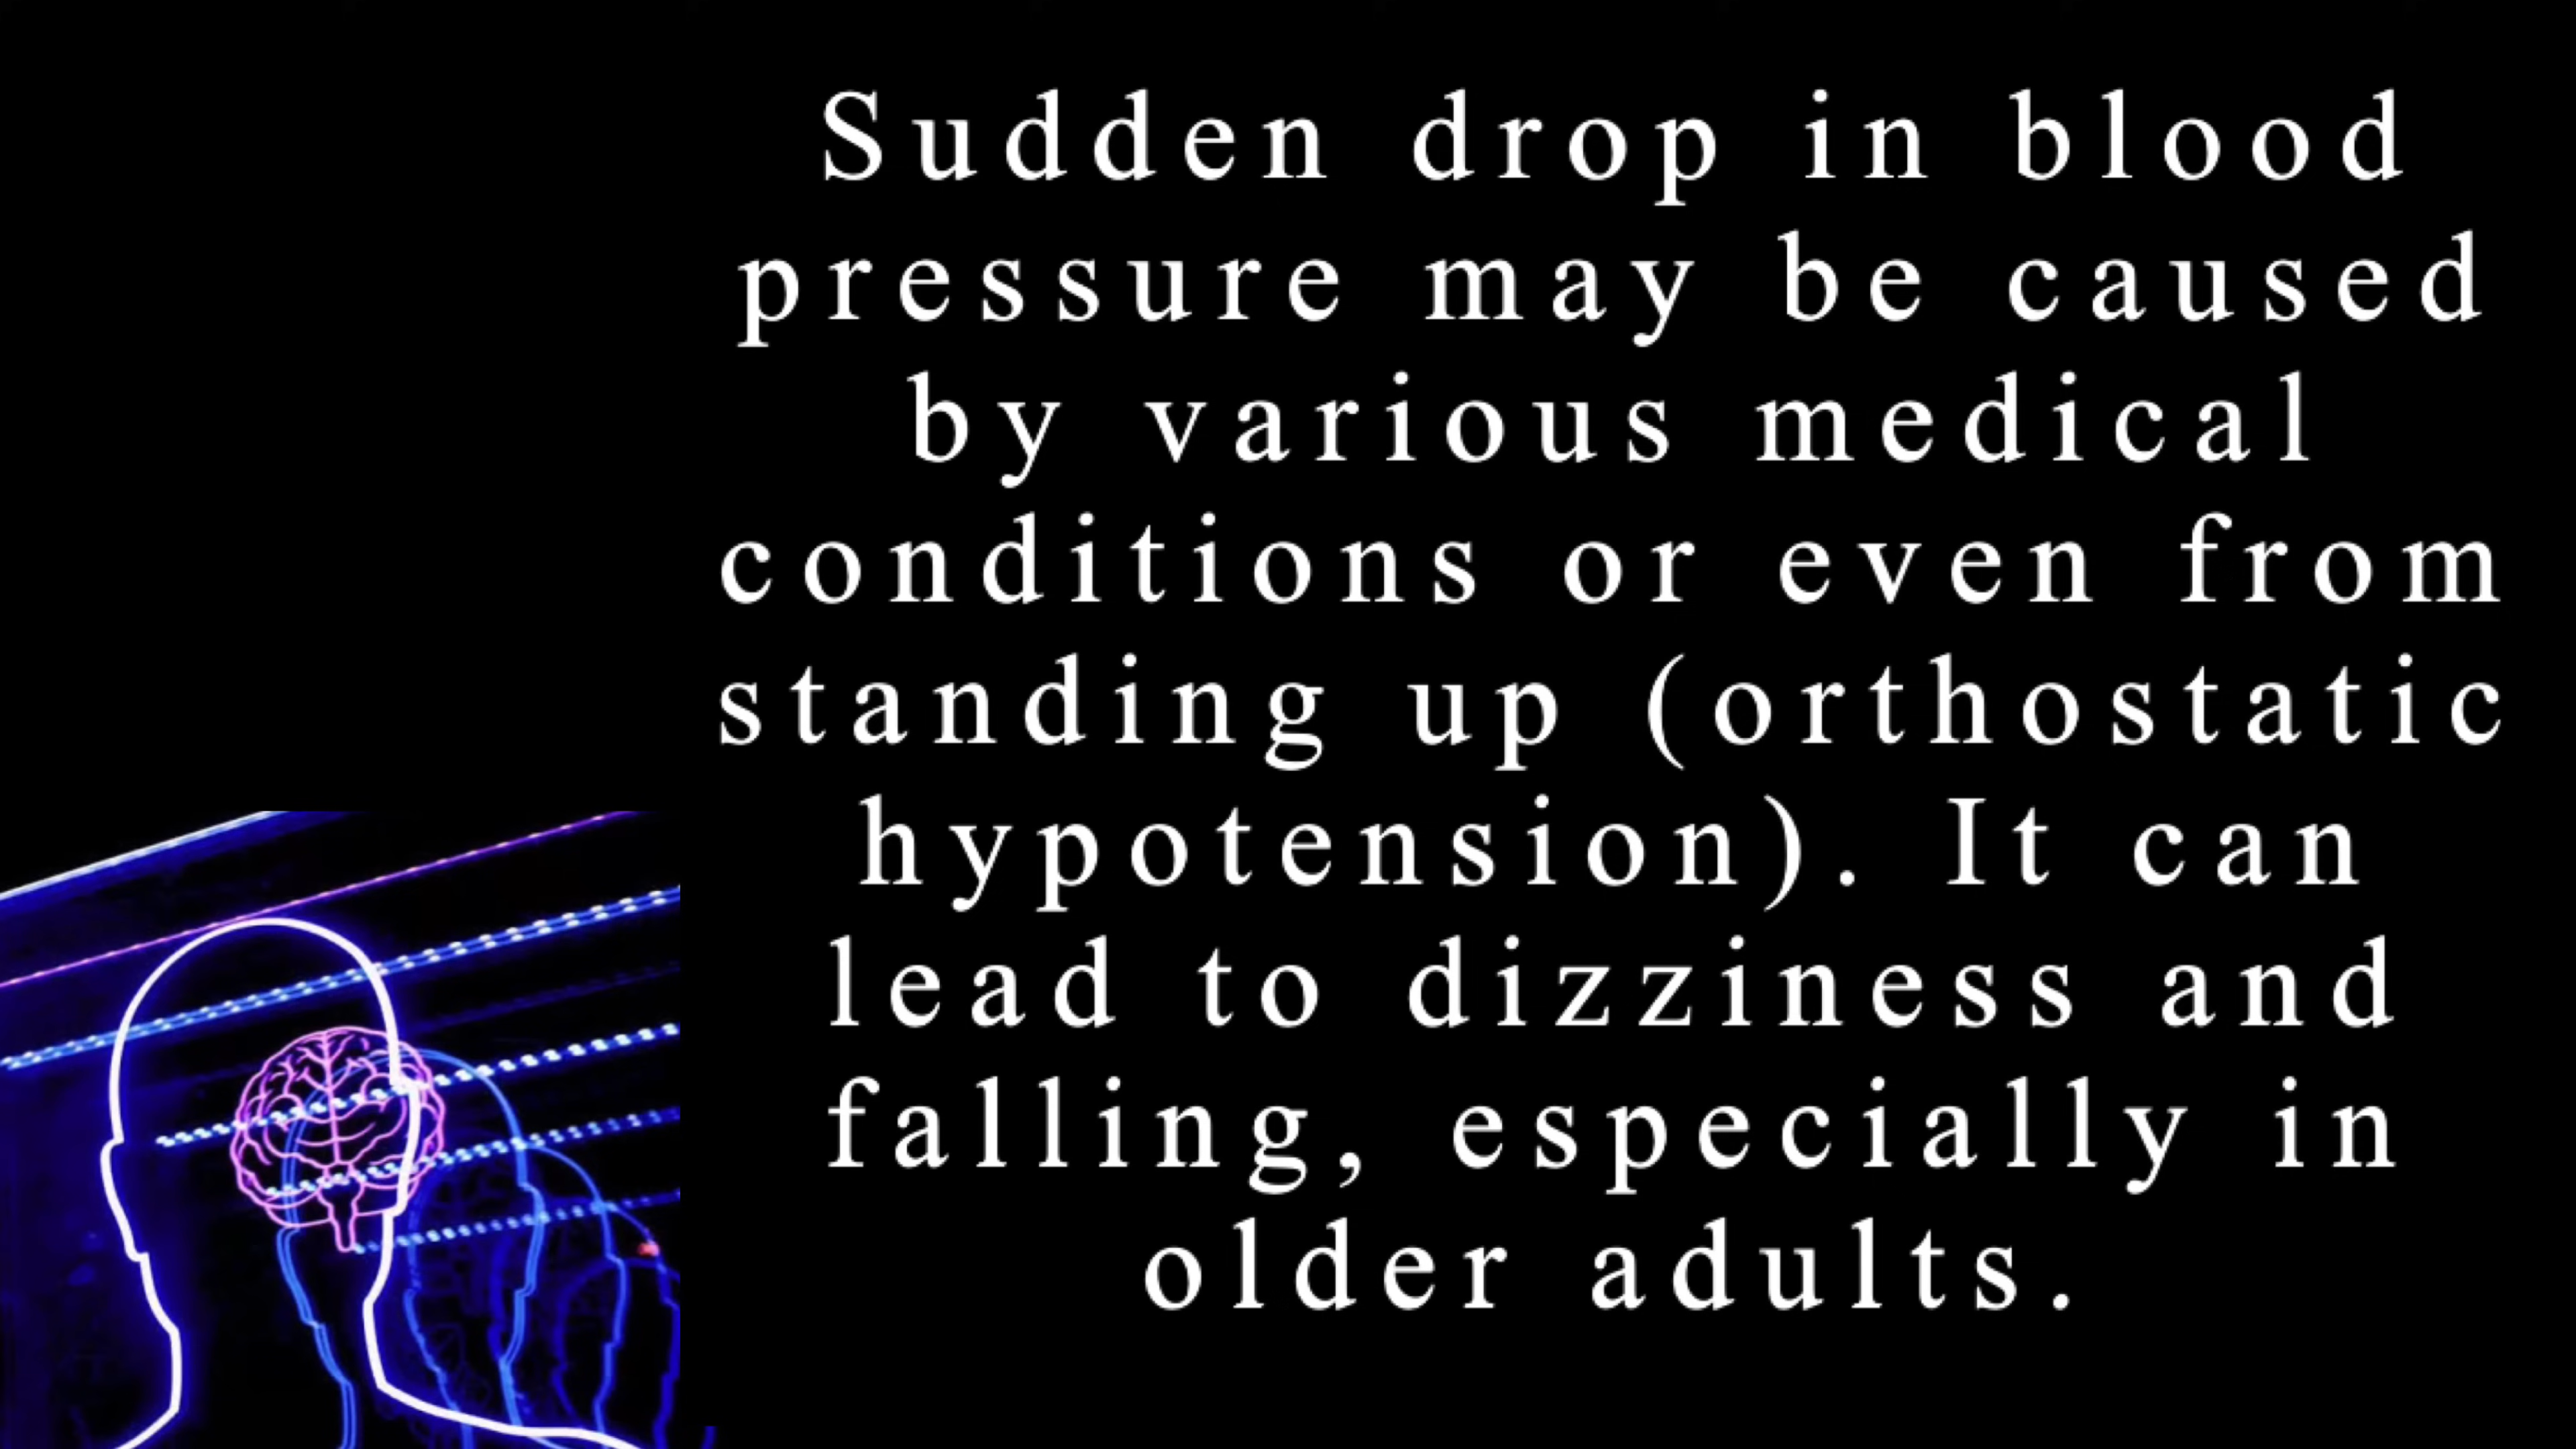 Sudden drop in blood
pressure may be caused
by various medical
conditions or even from
standing up (orthostatic
hypotension). It can
lead to dizziness and
falling, especially in
older adults.